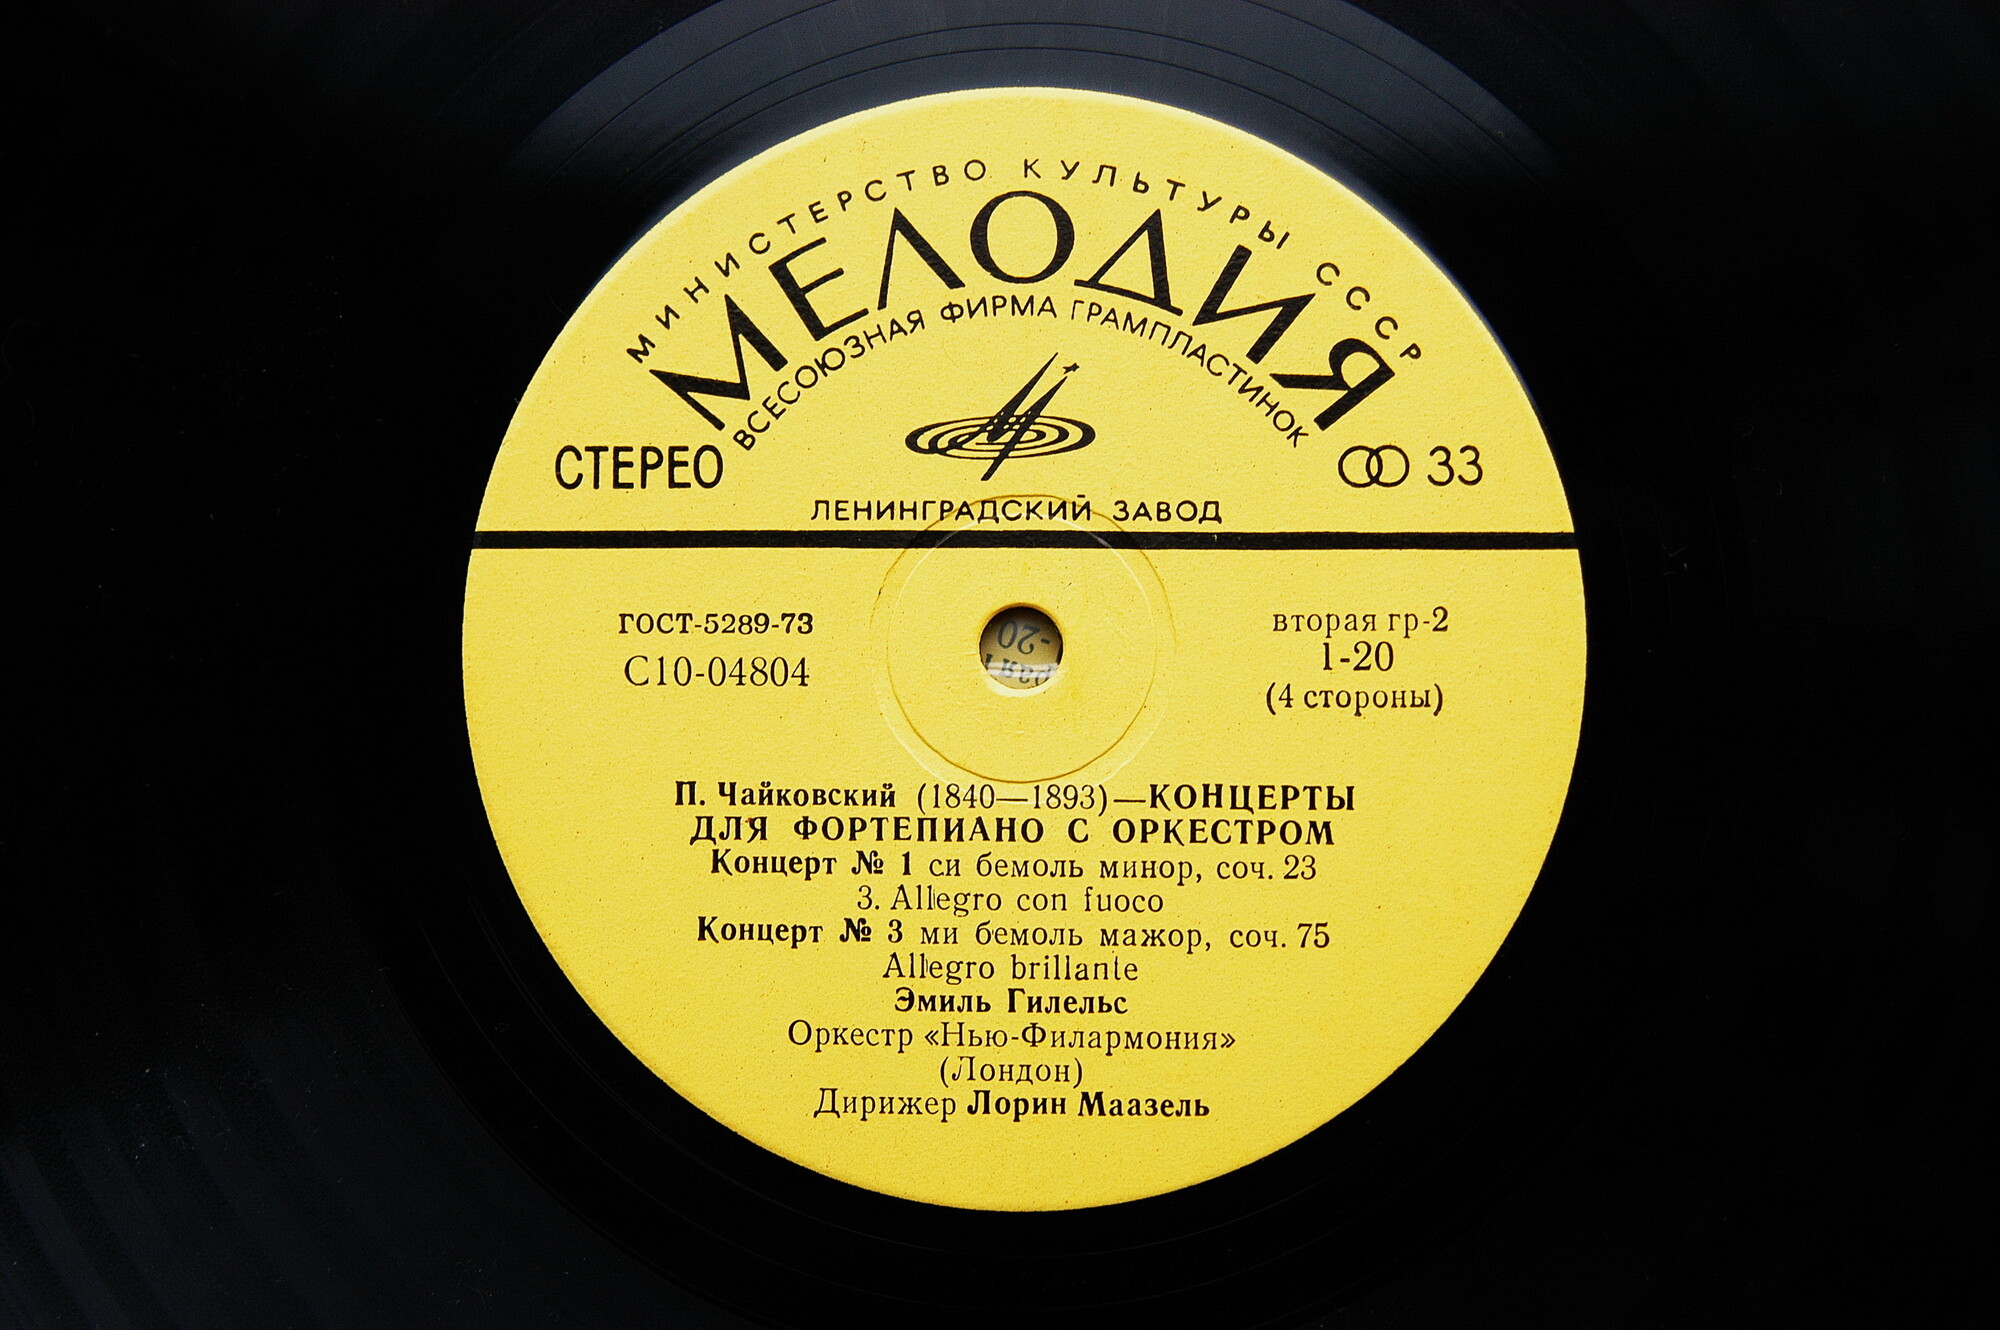 МИНИСТЕРСТВО КУЛЬТУРЫ СССР
МЕЛОДИЯ
ВСЕСОЮЗНАЯ ФИРМА ГРАМПЛАСТИНОК
СТЕРЕО
33
ЛЕНИНГРАДСКИЙ ЗАВОД
ГОСТ-5289-73
С10-04804
вторая гр-2
1-20
(4 стороны)
-20
П. Чайковский (1840—1893)—КОНЦЕРТЫ
ДЛЯ ФОРТЕПИАНО С ОРКЕСТРОМ
Концерт № 1 си бемоль минор, соч. 23
3. Allegro con fuoco
Концерт № 3 ми бемоль мажор, соч. 75
Allegro brillante
Эмиль Гилельс
Оркестр «Нью-Филармония»
(Лондон)
Дирижер Лорин Маазель